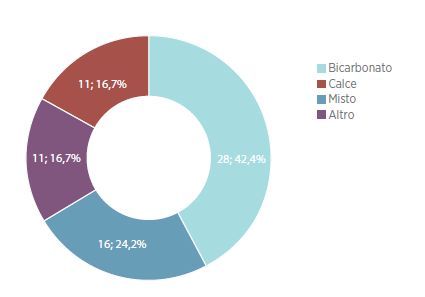 Bicarbonato
Calce
Misto
Altro
11; 16,7%
11; 16,7%
28; 42,4%
16; 24,2%